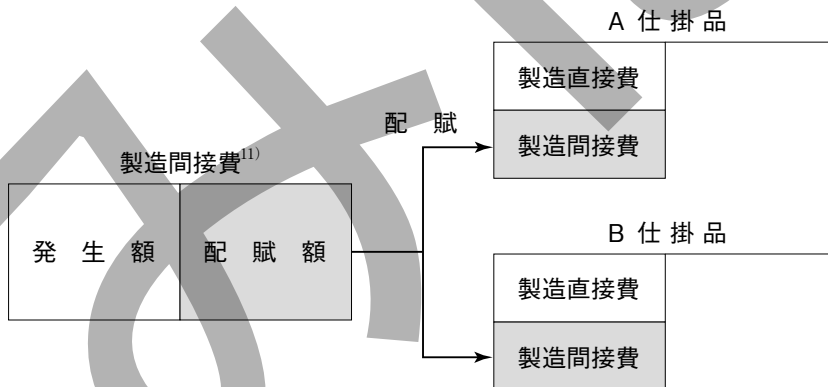 A 仕掛品
製造直接費
配 賦
製造間接費
製造間接費11)
発 生 額
配 賦 額
B 仕掛品
製造直接費
製造間接費